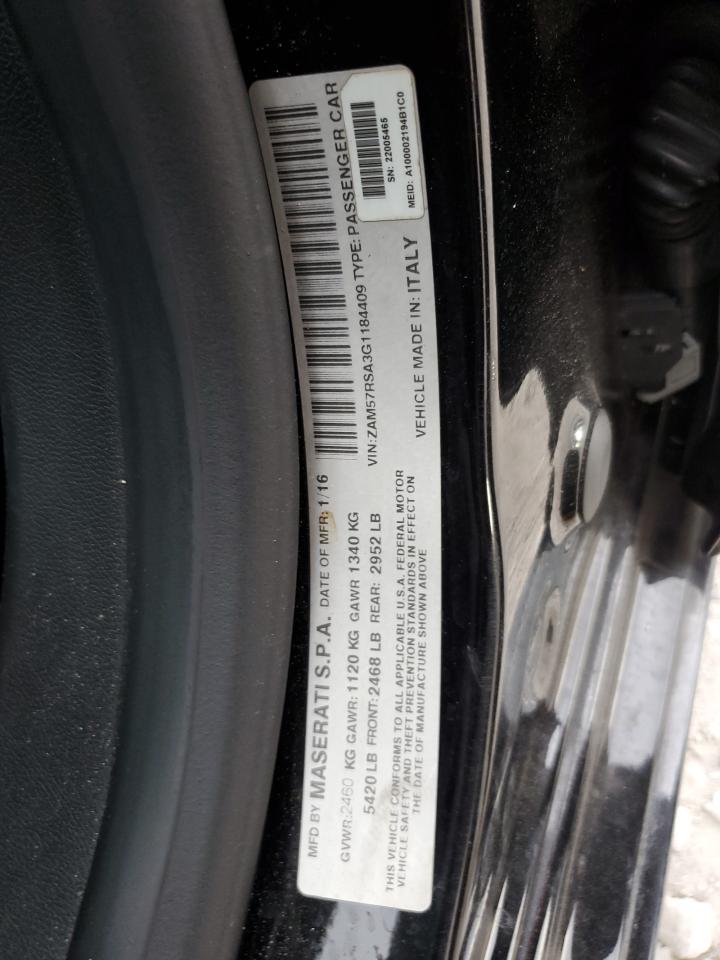 MFD BY MASERATI S.P.A. DATE OF MFR: 1/16
GVWR:2460 KG GAWR: 1120 KG GAWR 1340 KG
5420 LB FRONT: 2468 LB REAR: 2952 LB
THIS VEHICLE CONFORMS TO ALL APPLICABLE U.S.A. FEDERAL MOTOR
VEHICLE SAFETY AND THEFT PREVENTION STANDARDS IN EFFECT ON
THE DATE OF MANUFACTURE SHOWN ABOVE
VIN:ZAM57RSA3G1184409 TYPE: PASSENGER CAR
VEHICLE MADE IN: ITALY
SN: 22005465
MEID: A100002194B1C0